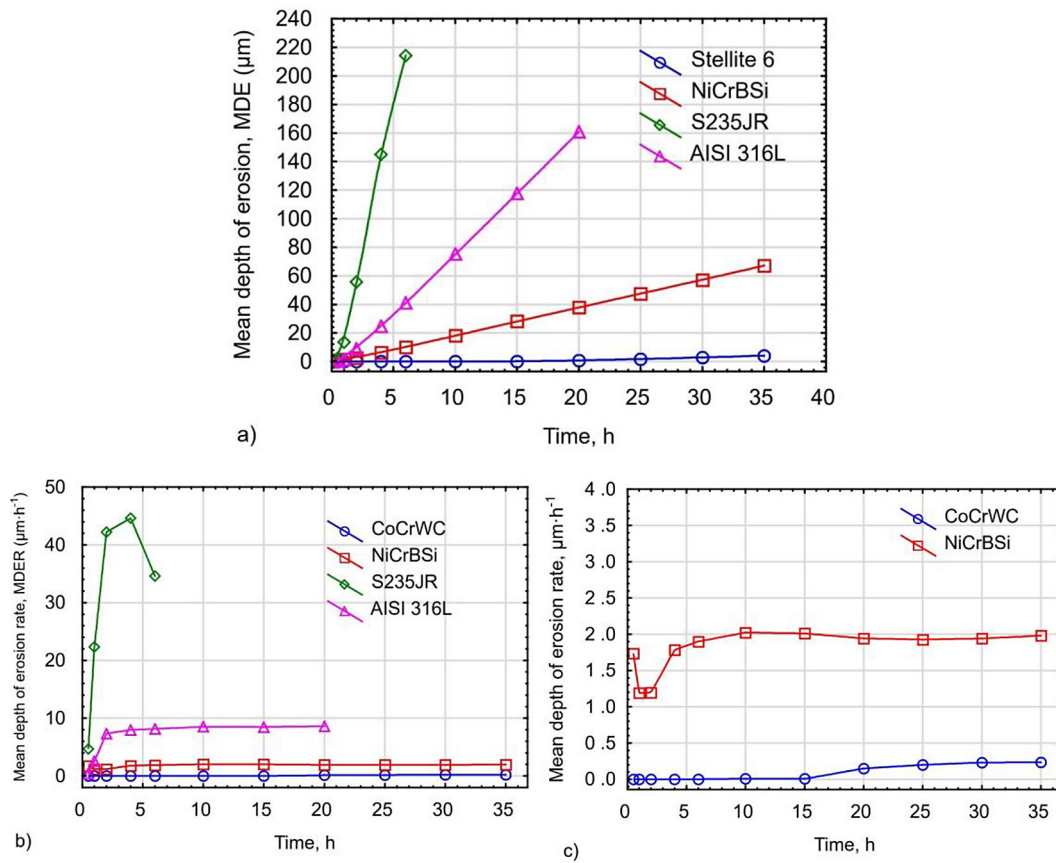 240
220
200
180
160
140
120
100
80
60
40
20
0
Mean depth of erosion, MDE (µm)
Stellite 6
NiCrBSi
S235JR
AISI 316L
0 5 10 15 20 25 30 35 40
Time, h
a)
50
40
30
20
10
0
Mean depth of erosion rate, MDER (µm·h⁻¹)
CoCrWC
NiCrBSi
S235JR
AISI 316L
0 5 10 15 20 25 30 35
Time, h
b)
4.0
3.5
3.0
2.5
2.0
1.5
1.0
0.5
0.0
Mean depth of erosion rate, µm·h⁻¹
CoCrWC
NiCrBSi
0 5 10 15 20 25 30 35
Time, h
c)